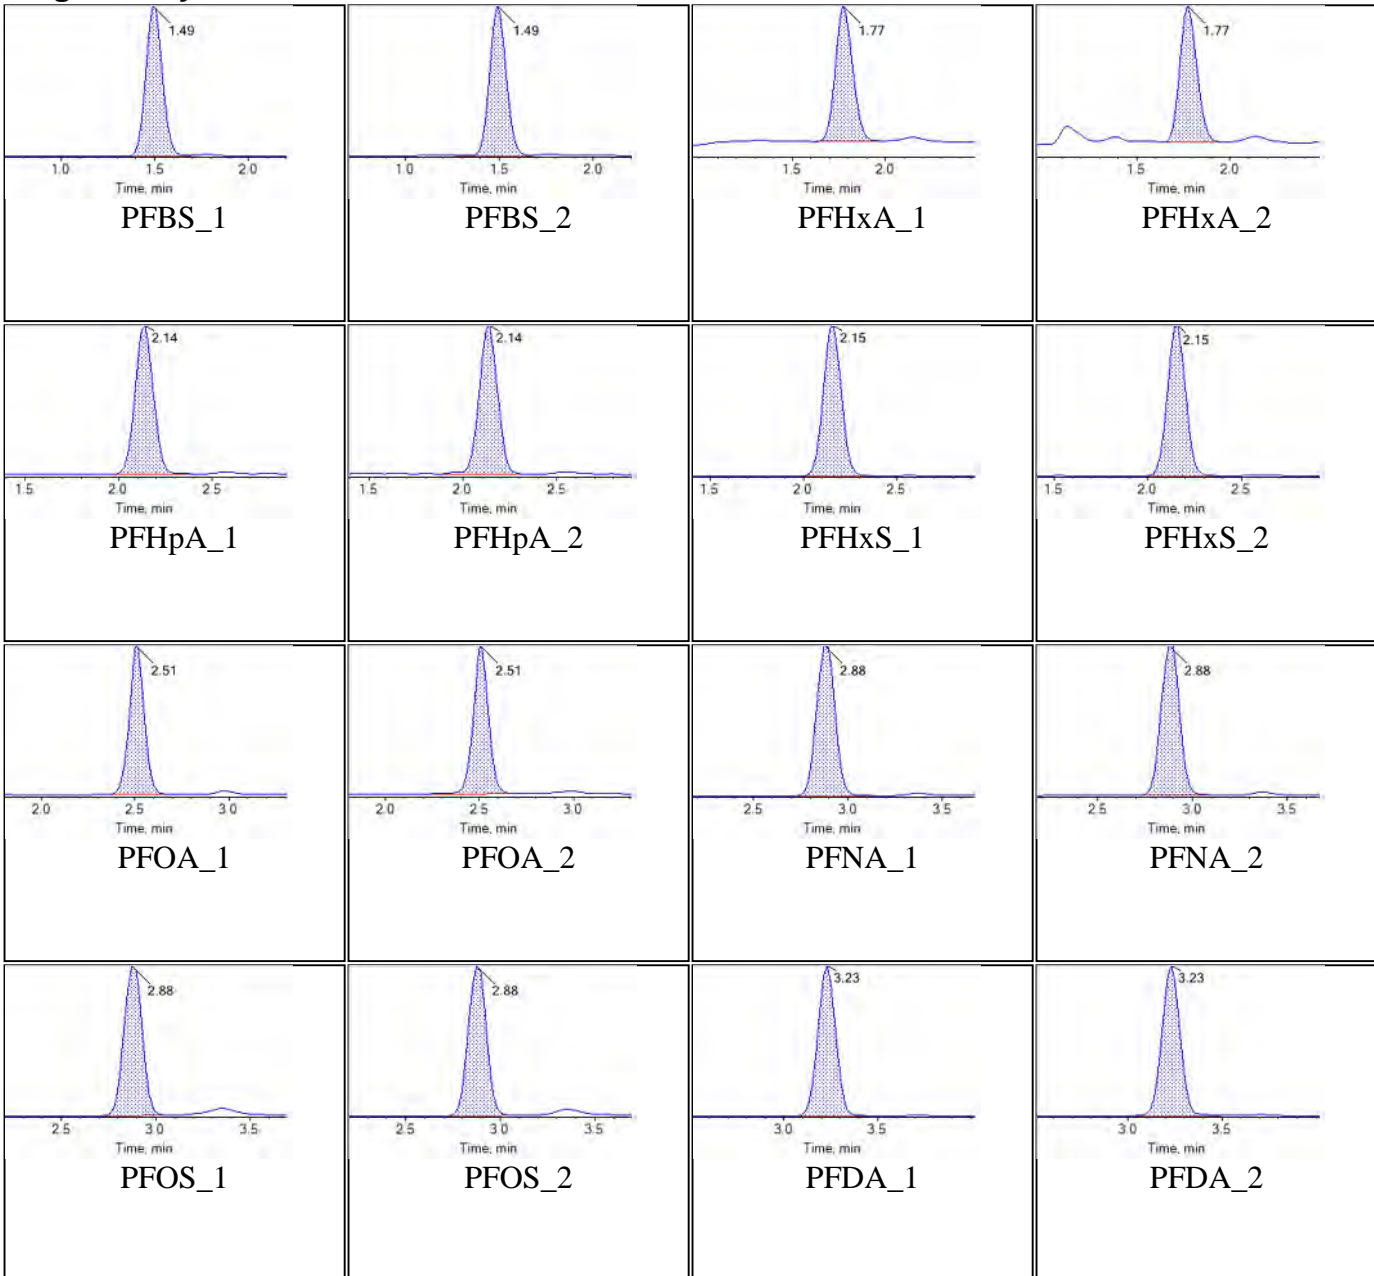 1.49 1.49 1.77 1.77
1.0 1.5 2.0 1.0 1.5 2.0 1.5 2.0 1.5 2.0
Time, min Time, min Time, min Time, min
PFBS_1 PFBS_2 PFHxA_1 PFHxA_2
2.14 2.14 2.15 2.15
1.5 2.0 2.5 1.5 2.0 2.5 1.5 2.0 2.5 1.5 2.0 2.5
Time, min Time, min Time, min Time, min
PFHpA_1 PFHpA_2 PFHxS_1 PFHxS_2
2.51 2.51 2.88 2.88
2.0 2.5 3.0 2.0 2.5 3.0 2.5 3.0 3.5 2.5 3.0 3.5
Time, min Time, min Time, min Time, min
PFOA_1 PFOA_2 PFNA_1 PFNA_2
2.88 2.88 3.23 3.23
2.5 3.0 3.5 2.5 3.0 3.5 3.0 3.5 3.0 3.5
Time, min Time, min Time, min Time, min
PFOS_1 PFOS_2 PFDA_1 PFDA_2